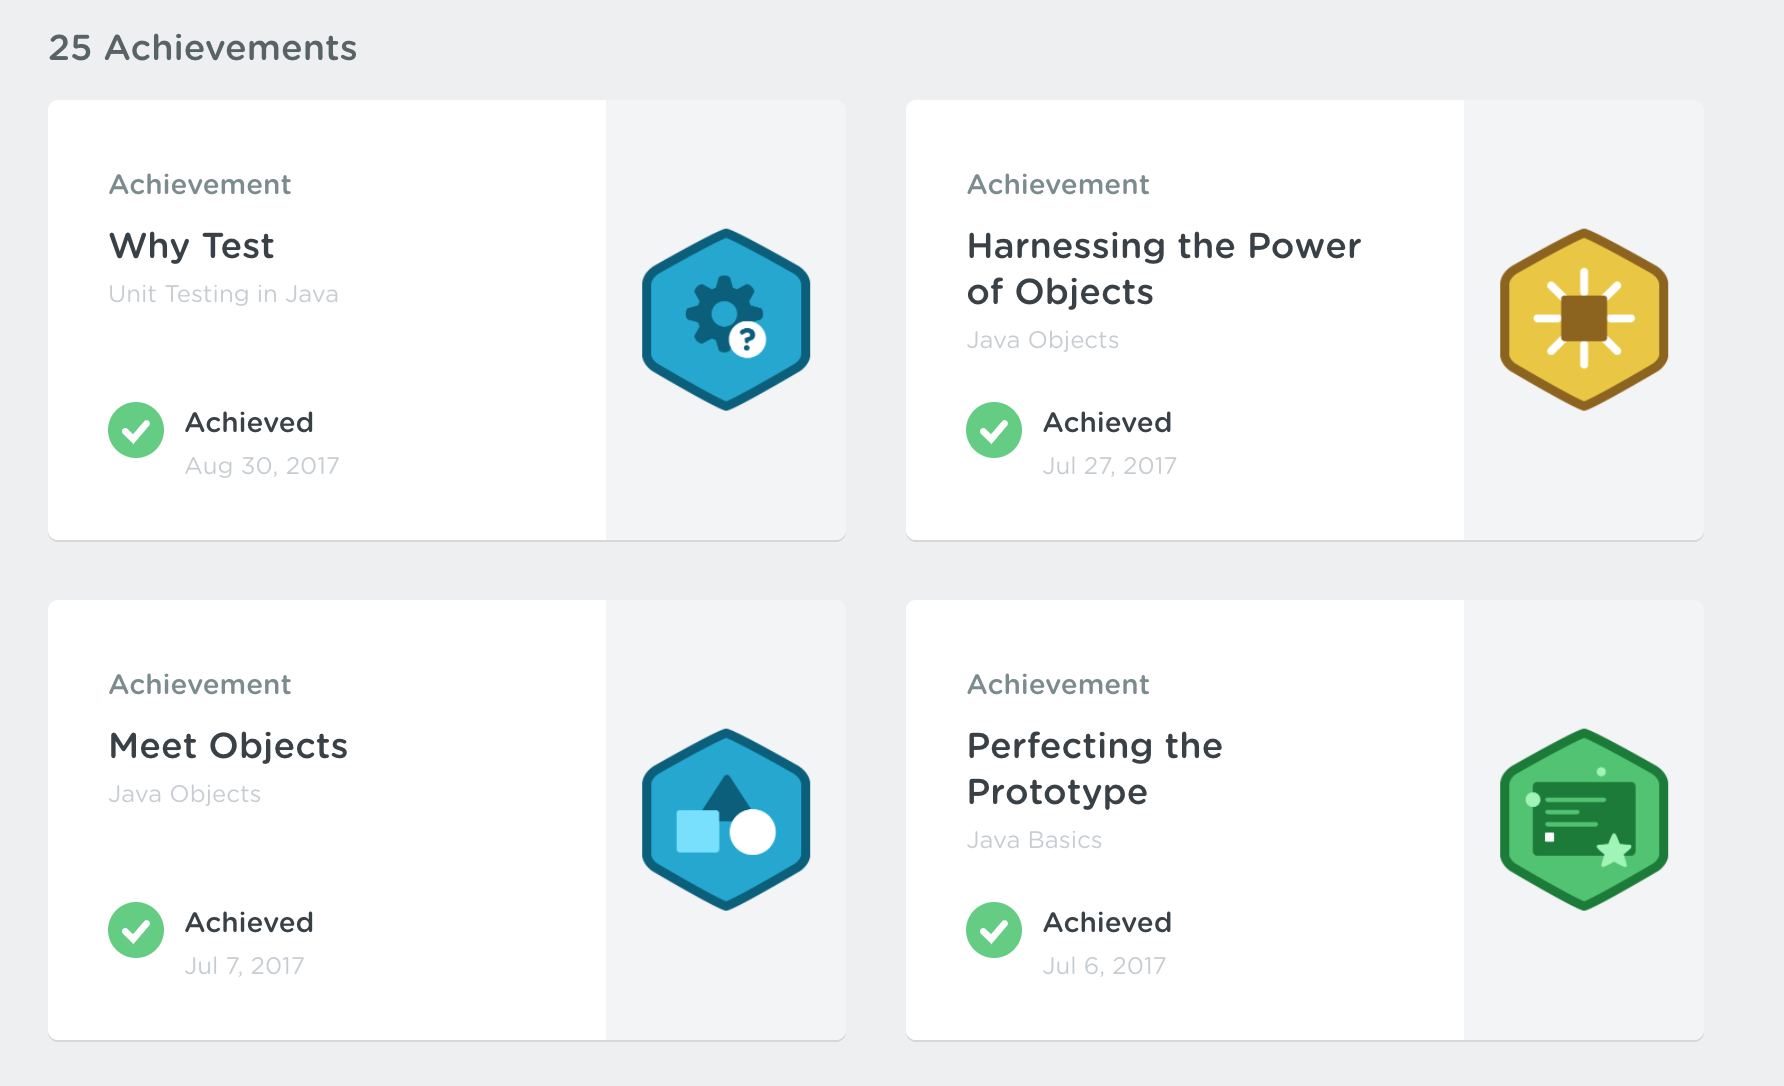 25 Achievements
Achievement
Why Test
Unit Testing in Java
?
Achieved
Aug 30, 2017
Achievement
Harnessing the Power
of Objects
Java Objects
Achieved
Jul 27, 2017
Achievement
Meet Objects
Java Objects
Achieved
Jul 7, 2017
Achievement
Perfecting the
Prototype
Java Basics
Achieved
Jul 6, 2017